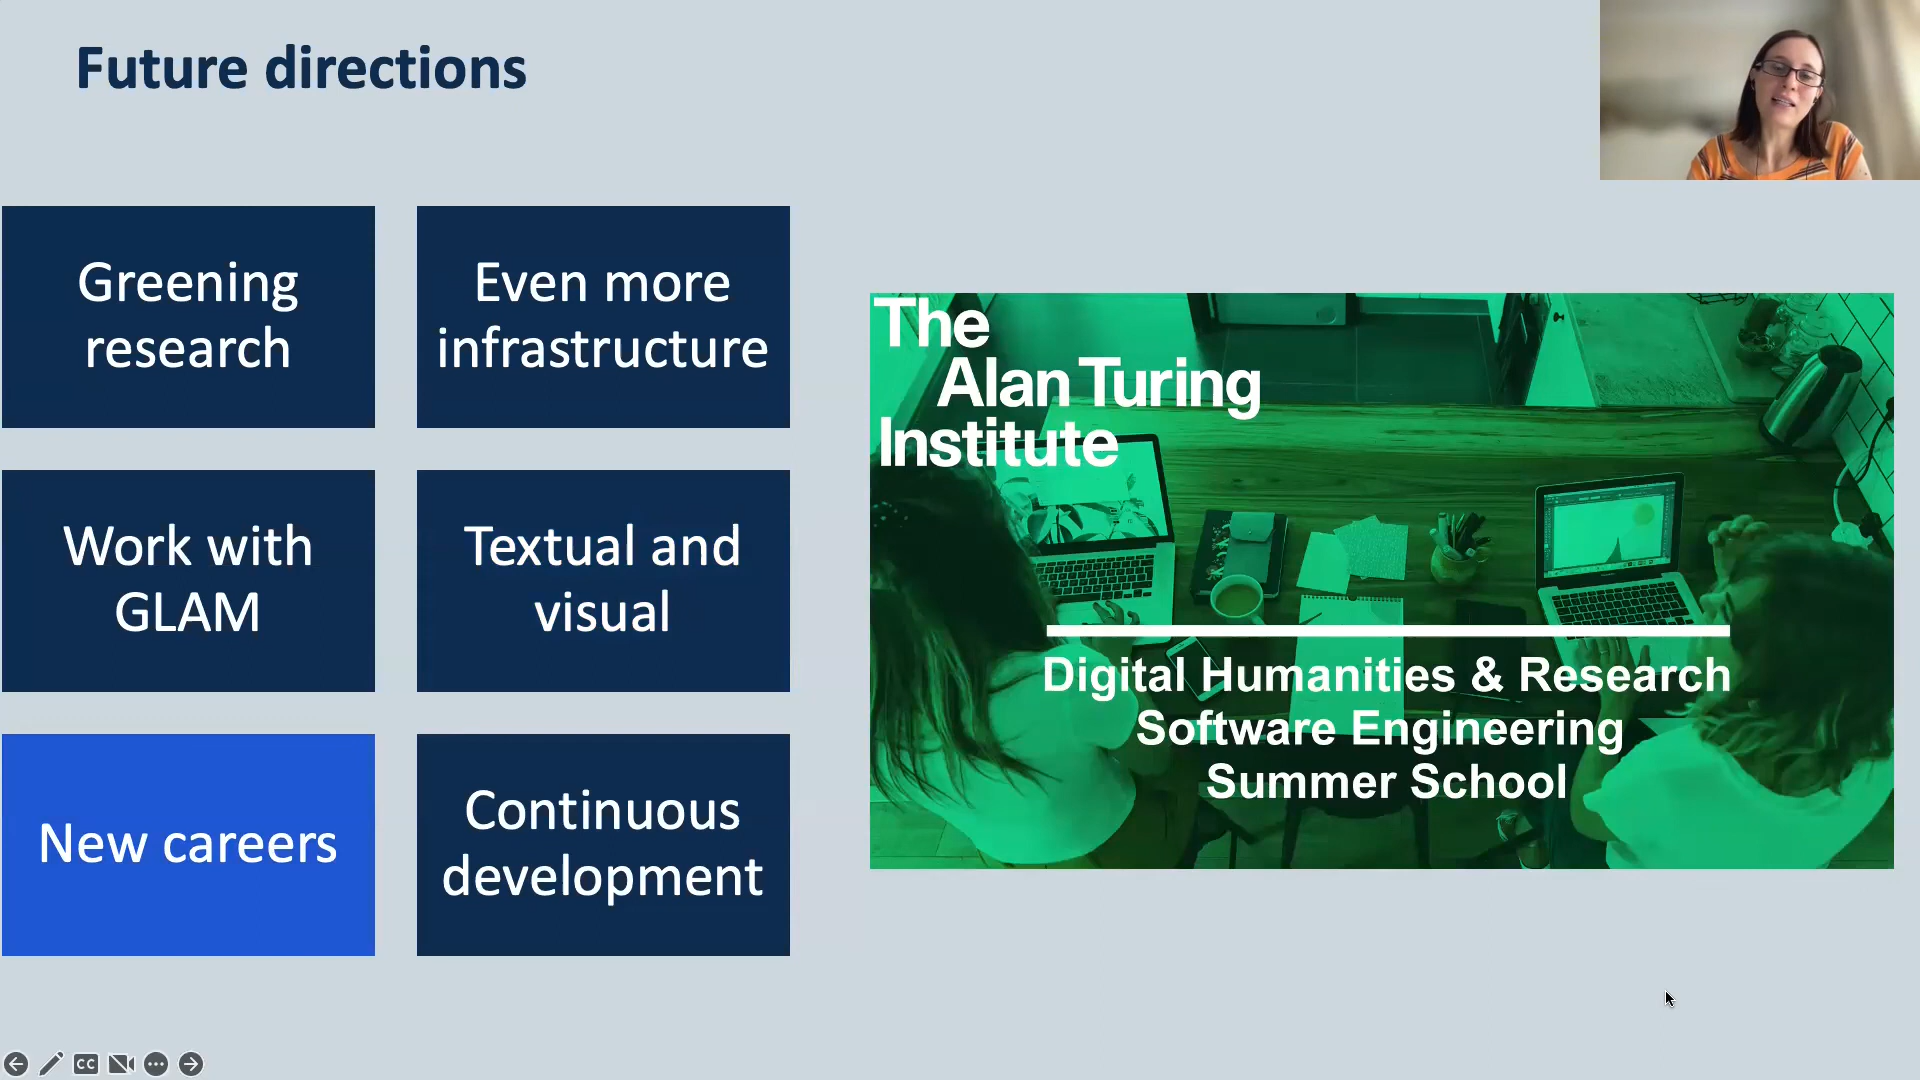 Future directions
Greening
research
Even more
infrastructure
Work with
GLAM
Textual and
visual
New careers
Continuous
development
The
Alan Turing
Institute
Digital Humanities & Research
Software Engineering
Summer School
CC